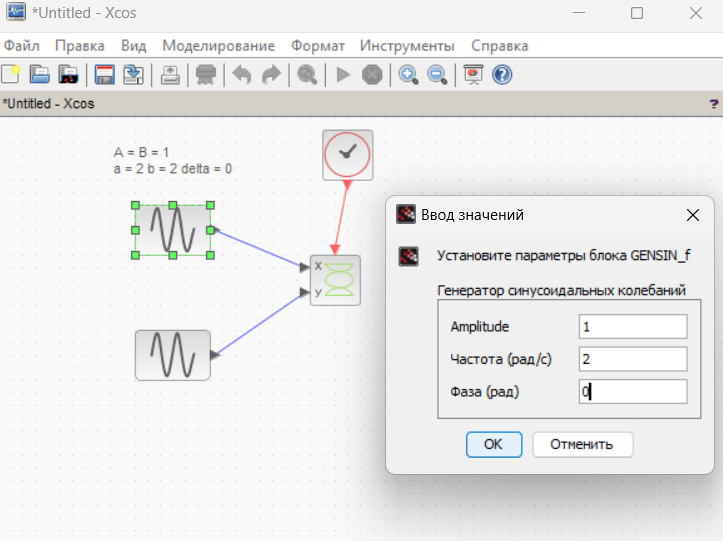 *Untitled - Xcos
Файл Правка Вид Моделирование Формат Инструменты Справка
*Untitled - Xcos ?
A = B = 1
a = 2 b = 2 delta = 0
x
y
Ввод значений
Установите параметры блока GENSIN_f
Генератор синусоидальных колебаний
Amplitude 1
Частота (рад/с) 2
Фаза (рад) 0
OK Отменить